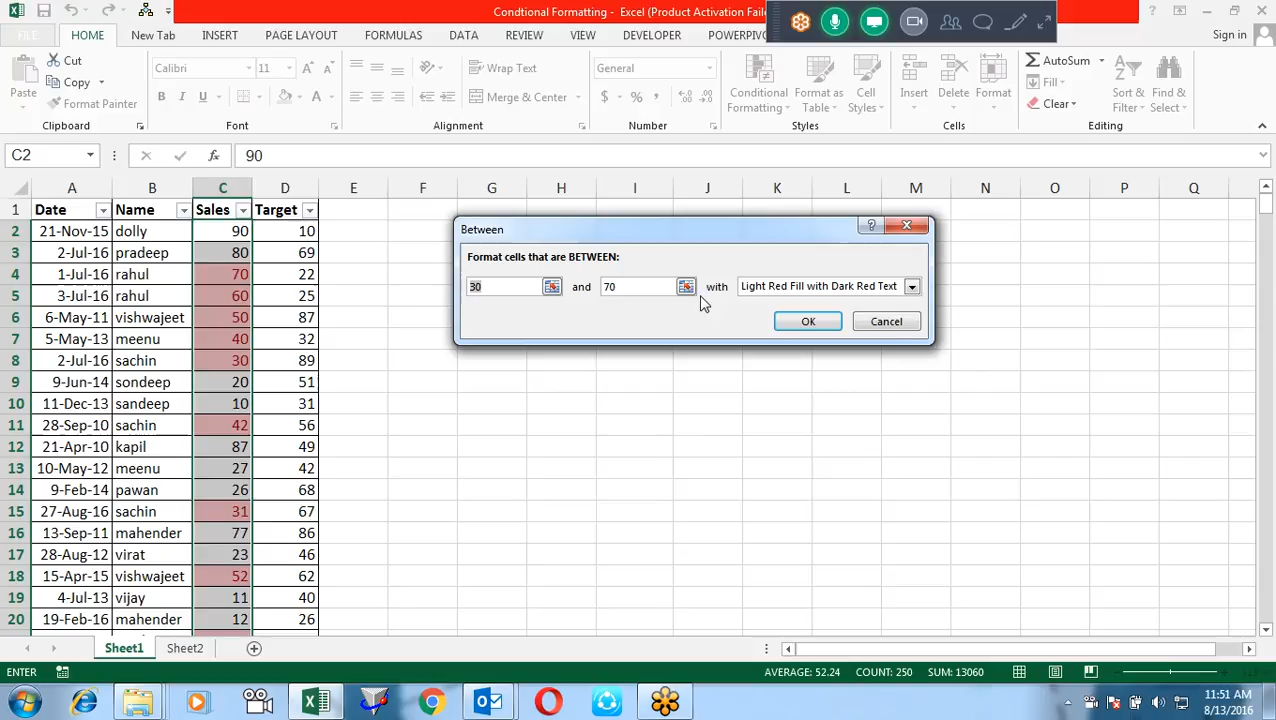 Condtional Formatting - Excel (Product Activation Faile
FILE HOME New Tab INSERT PAGE LAYOUT FORMULAS DATA REVIEW VIEW DEVELOPER POWERPIV Sign in
Cut
Copy
Format Painter
Paste
Clipboard
Calibri 11
B I U
Font
Wrap Text
Merge & Center
Alignment
General
$ % ,
Number
Conditional Formatting
Format as Table
Cell Styles
Styles
Insert Delete Format
Cells
AutoSum
Fill
Clear
Sort & Filter
Find & Select
Editing
C2 fx 90
A B C D E F G H I J K L M N O P Q
1 Date Name Sales Target
2 21-Nov-15 dolly 90 10
3 2-Jul-16 pradeep 80 69
4 1-Jul-16 rahul 70 22
5 3-Jul-16 rahul 60 25
6 6-May-11 vishwajeet 50 87
7 5-May-13 meenu 40 32
8 2-Jul-16 sachin 30 89
9 9-Jun-14 sondeep 20 51
10 11-Dec-13 sandeep 10 31
11 28-Sep-10 sachin 42 56
12 21-Apr-10 kapil 87 49
13 10-May-12 meenu 27 42
14 9-Feb-14 pawan 26 68
15 27-Aug-16 sachin 31 67
16 13-Sep-11 mahender 77 86
17 28-Aug-12 virat 23 46
18 15-Apr-15 vishwajeet 52 62
19 4-Jul-13 vijay 11 40
20 19-Feb-16 mahender 12 26
Between
Format cells that are BETWEEN:
30 and 70 with Light Red Fill with Dark Red Text
OK Cancel
Sheet1 Sheet2
ENTER AVERAGE: 52.24 COUNT: 250 SUM: 13060
11:51 AM
8/13/2016